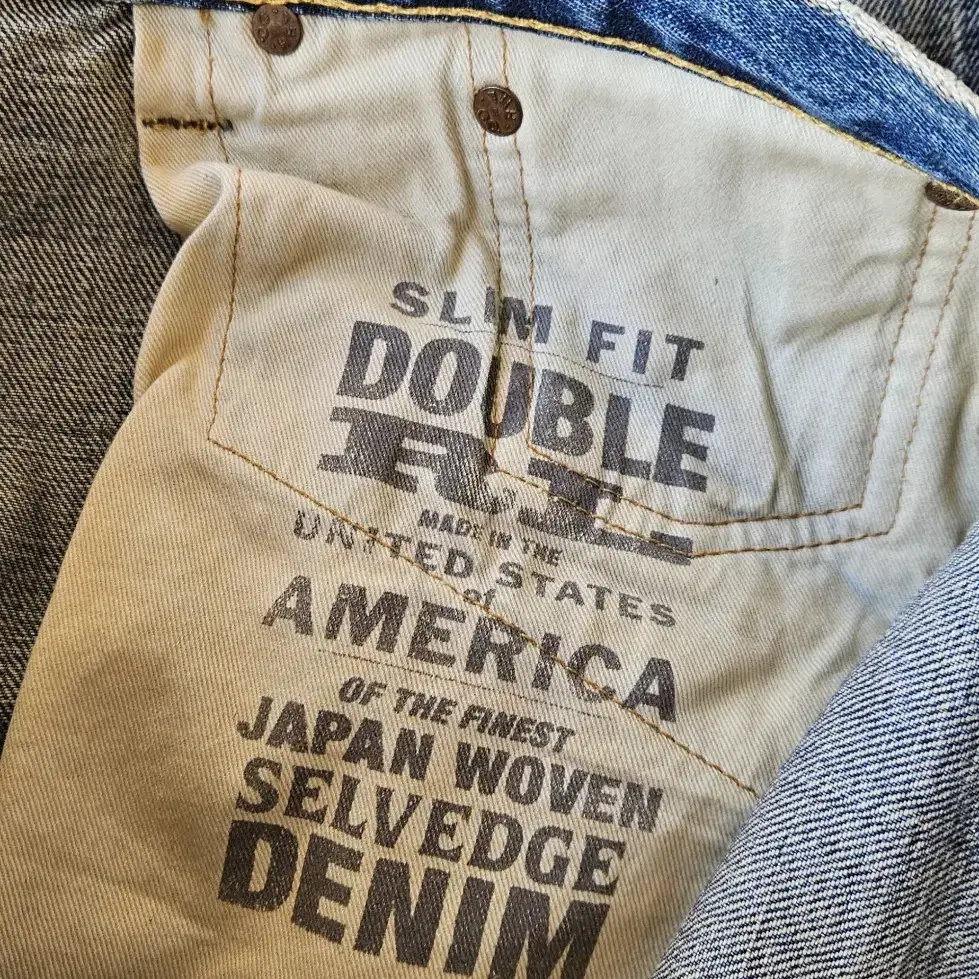 SLIM FIT
DOUBLE
RL.
MADE IN THE
UNITED STATES
of
AMERICA
OF THE FINEST
JAPAN WOVEN
SELVEDGE
DENIM